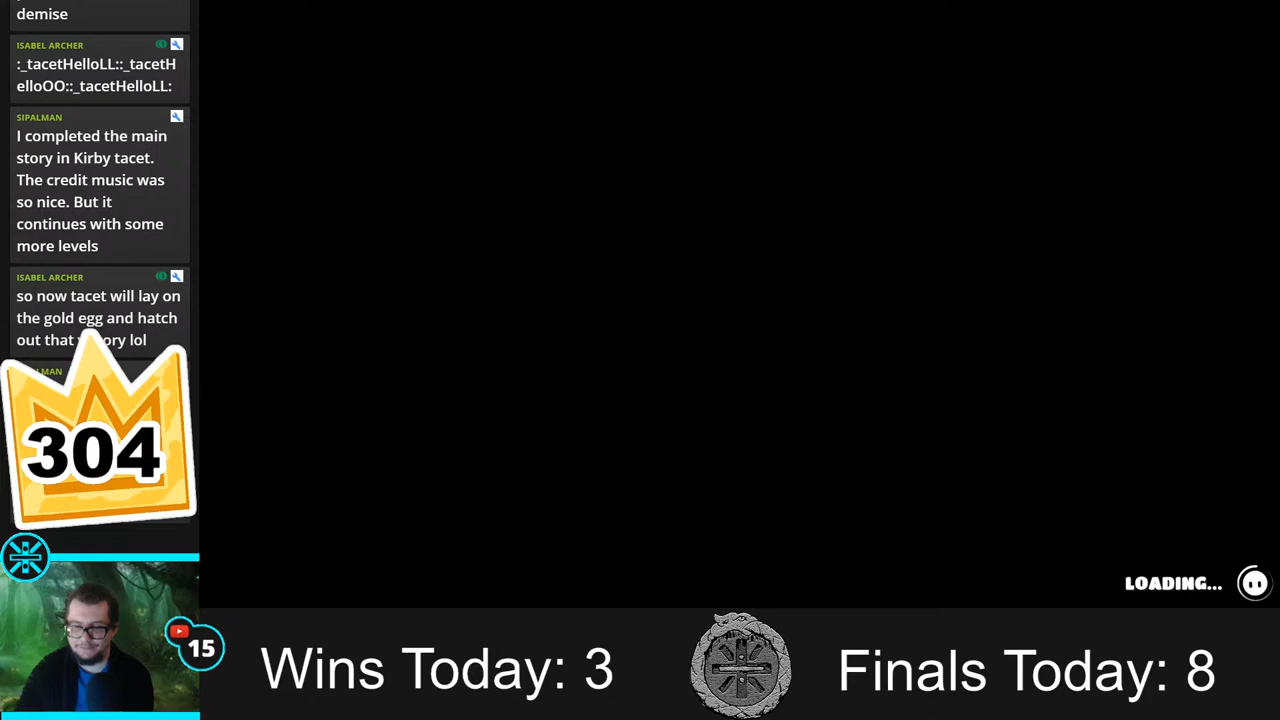 demise
ISABEL ARCHER
:_tacetHelloLL::_tacetH
elloOO::_tacetHelloLL:
SIPALMAN
I completed the main
story in Kirby tacet.
The credit music was
so nice. But it
continues with some
more levels
ISABEL ARCHER
so now tacet will lay on
the gold egg and hatch
out that lol
304
15
LOADING...
Wins Today: 3
Finals Today: 8